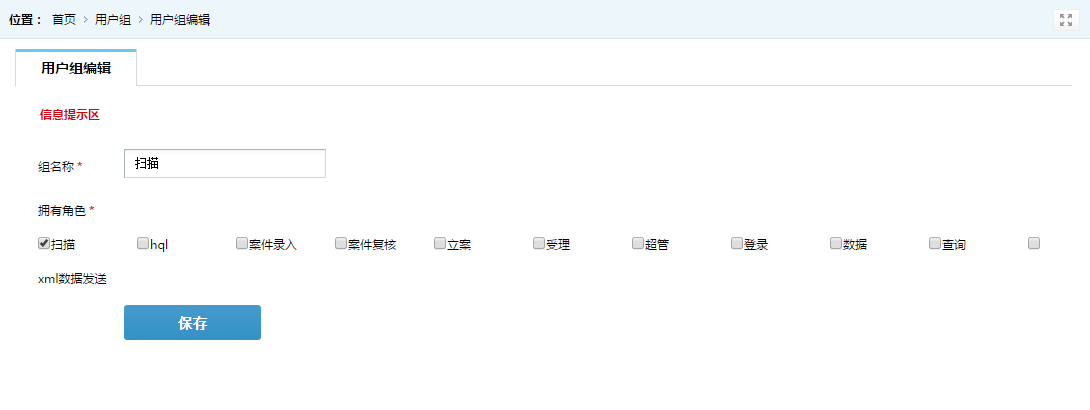 位置： 首页 > 用户组 > 用户组编辑
用户组编辑
信息提示区
组名称 * 扫描
拥有角色 *
扫描 hql 案件录入 案件复核 立案 受理 超管 登录 数据 查询
xml数据发送
保存